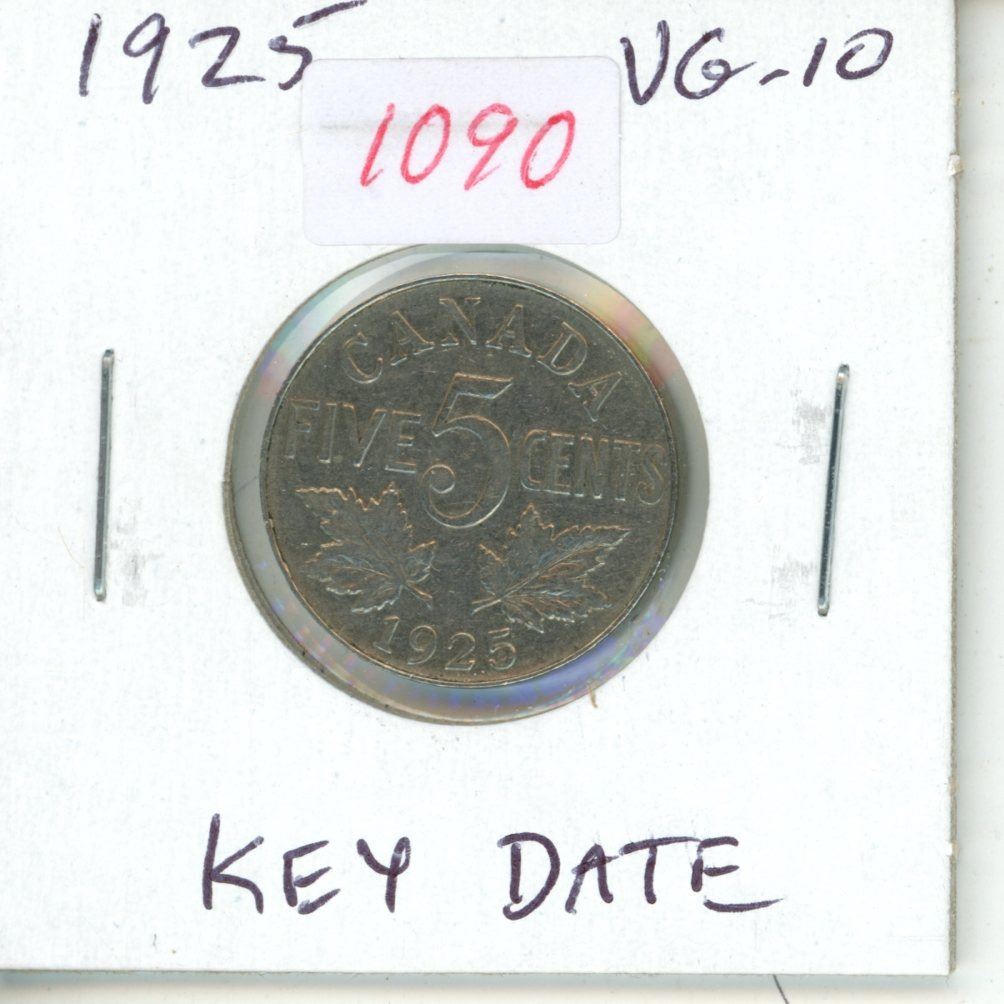 1925 VG-10
1090
CANADA
FIVE 5 CENTS
1925
KEY DATE